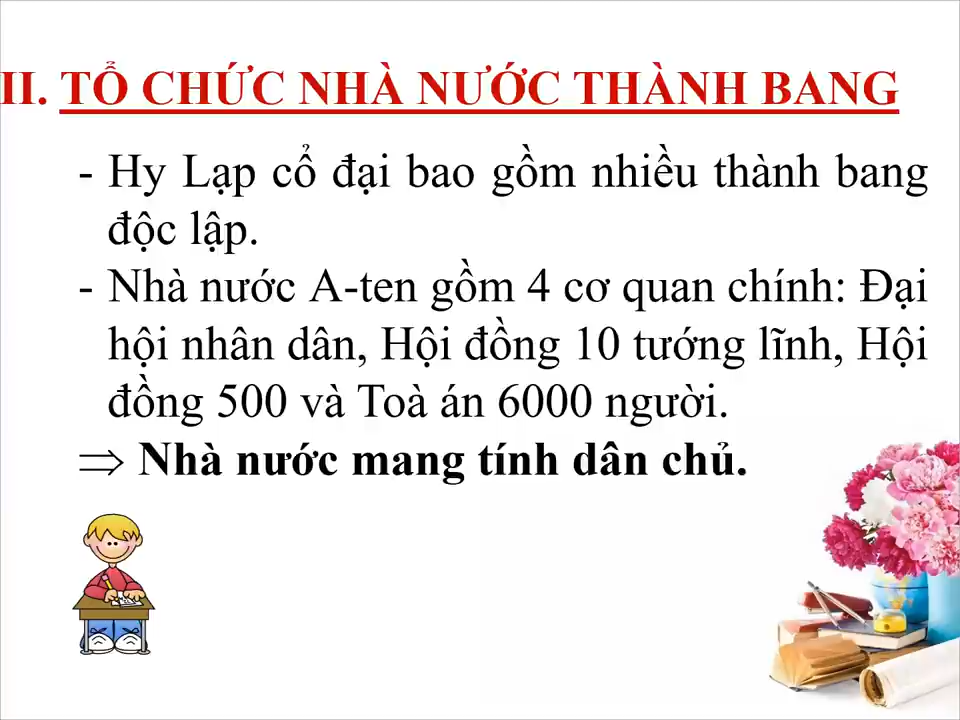 II. TỔ CHỨC NHÀ NƯỚC THÀNH BANG
- Hy Lạp cổ đại bao gồm nhiều thành bang
độc lập.
- Nhà nước A-ten gồm 4 cơ quan chính: Đại
hội nhân dân, Hội đồng 10 tướng lĩnh, Hội
đồng 500 và Toà án 6000 người.
⇒ Nhà nước mang tính dân chủ.